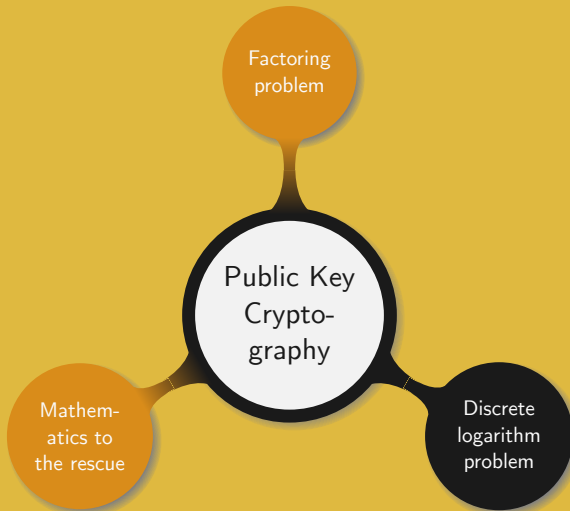 Factoring
problem
Public Key
Crypto-
graphy
Mathem-
atics to
the rescue
Discrete
logarithm
problem